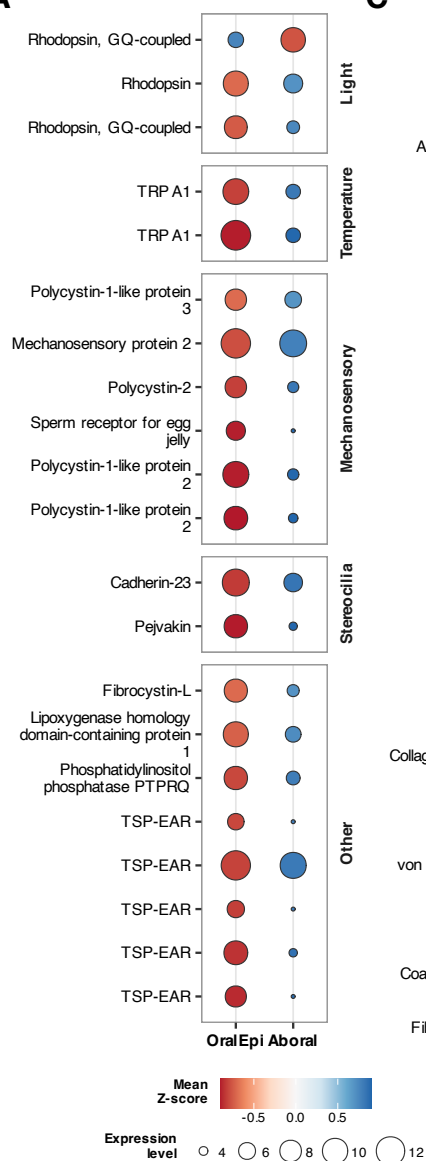 Rhodopsin, GQ-coupled
Rhodopsin
Rhodopsin, GQ-coupled
Light
TRP A1
TRP A1
Temperature
Polycystin-1-like protein
3
Mechanosensory protein 2
Polycystin-2
Sperm receptor for egg
jelly
Polycystin-1-like protein
2
Polycystin-1-like protein
2
Mechanosensory
Cadherin-23
Pejvakin
Stereocilia
Fibrocystin-L
Lipoxygenase homology
domain-containing protein
1
Phosphatidylinositol
phosphatase PTPRQ
TSP-EAR
TSP-EAR
TSP-EAR
TSP-EAR
TSP-EAR
Other
OralEpi Aboral
Mean
Z-score
-0.5 0.0 0.5
Expression
level
4 6 8 10 12
A
Collag
von
Coa
Fi